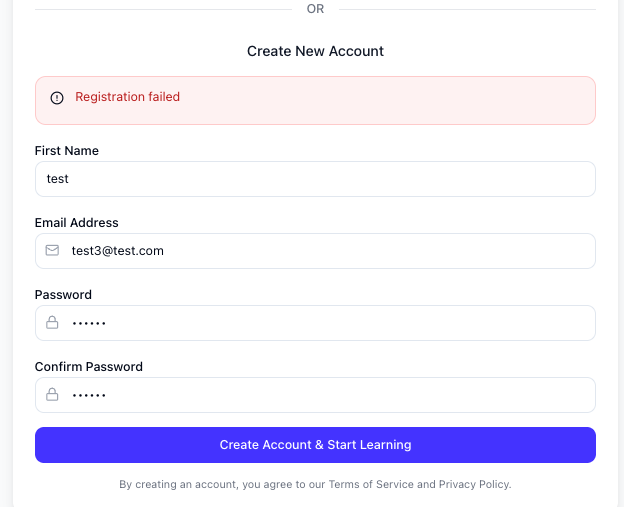 OR
Create New Account
Registration failed
First Name
test
Email Address
test3@test.com
Password
••••••
Confirm Password
••••••
Create Account & Start Learning
By creating an account, you agree to our Terms of Service and Privacy Policy.